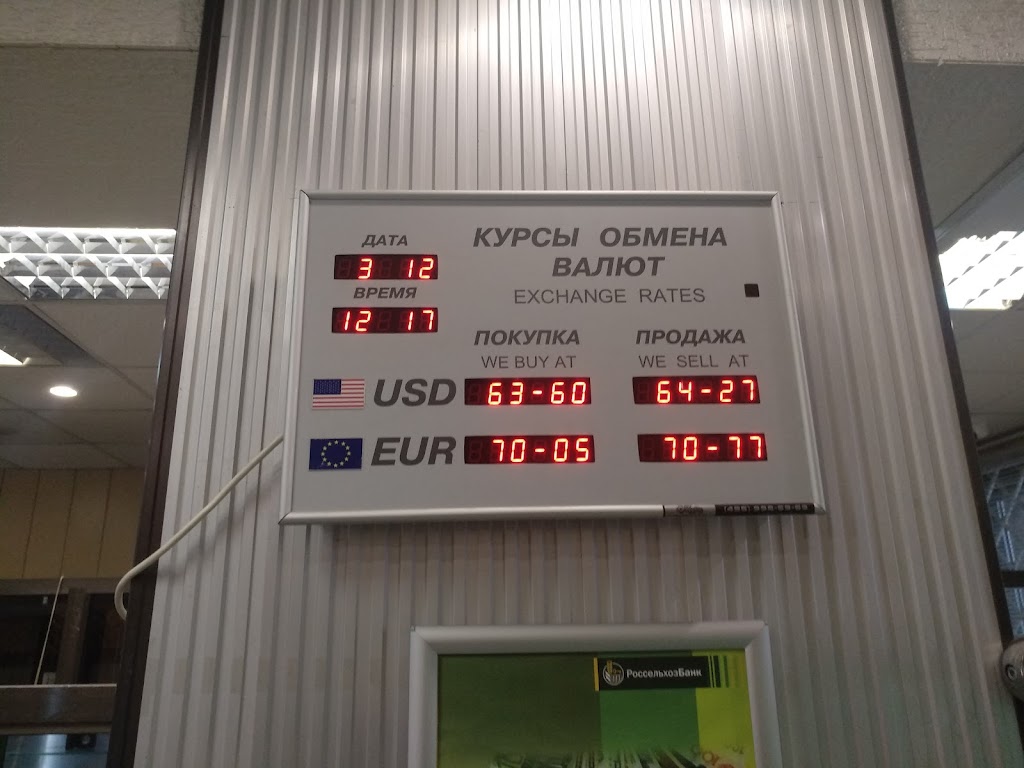 ДАТА
3 12
ВРЕМЯ
12 17
КУРСЫ ОБМЕНА
ВАЛЮТ
EXCHANGE RATES
ПОКУПКА ПРОДАЖА
WE BUY AT WE SELL AT
USD 63-60 64-27
EUR 70-05 70-77
РоссельхозБанк